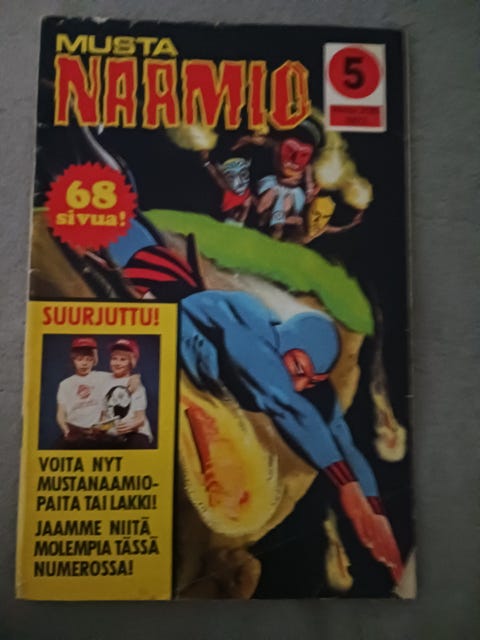 MUSTA
NAAMIO
5
68
sivua!
SUURJUTTU!
VOITA NYT
MUSTANAAMIO-
PAITA TAI LAKKI!
JAAMME NIITÄ
MOLEMPIA TÄSSÄ
NUMEROSSA!